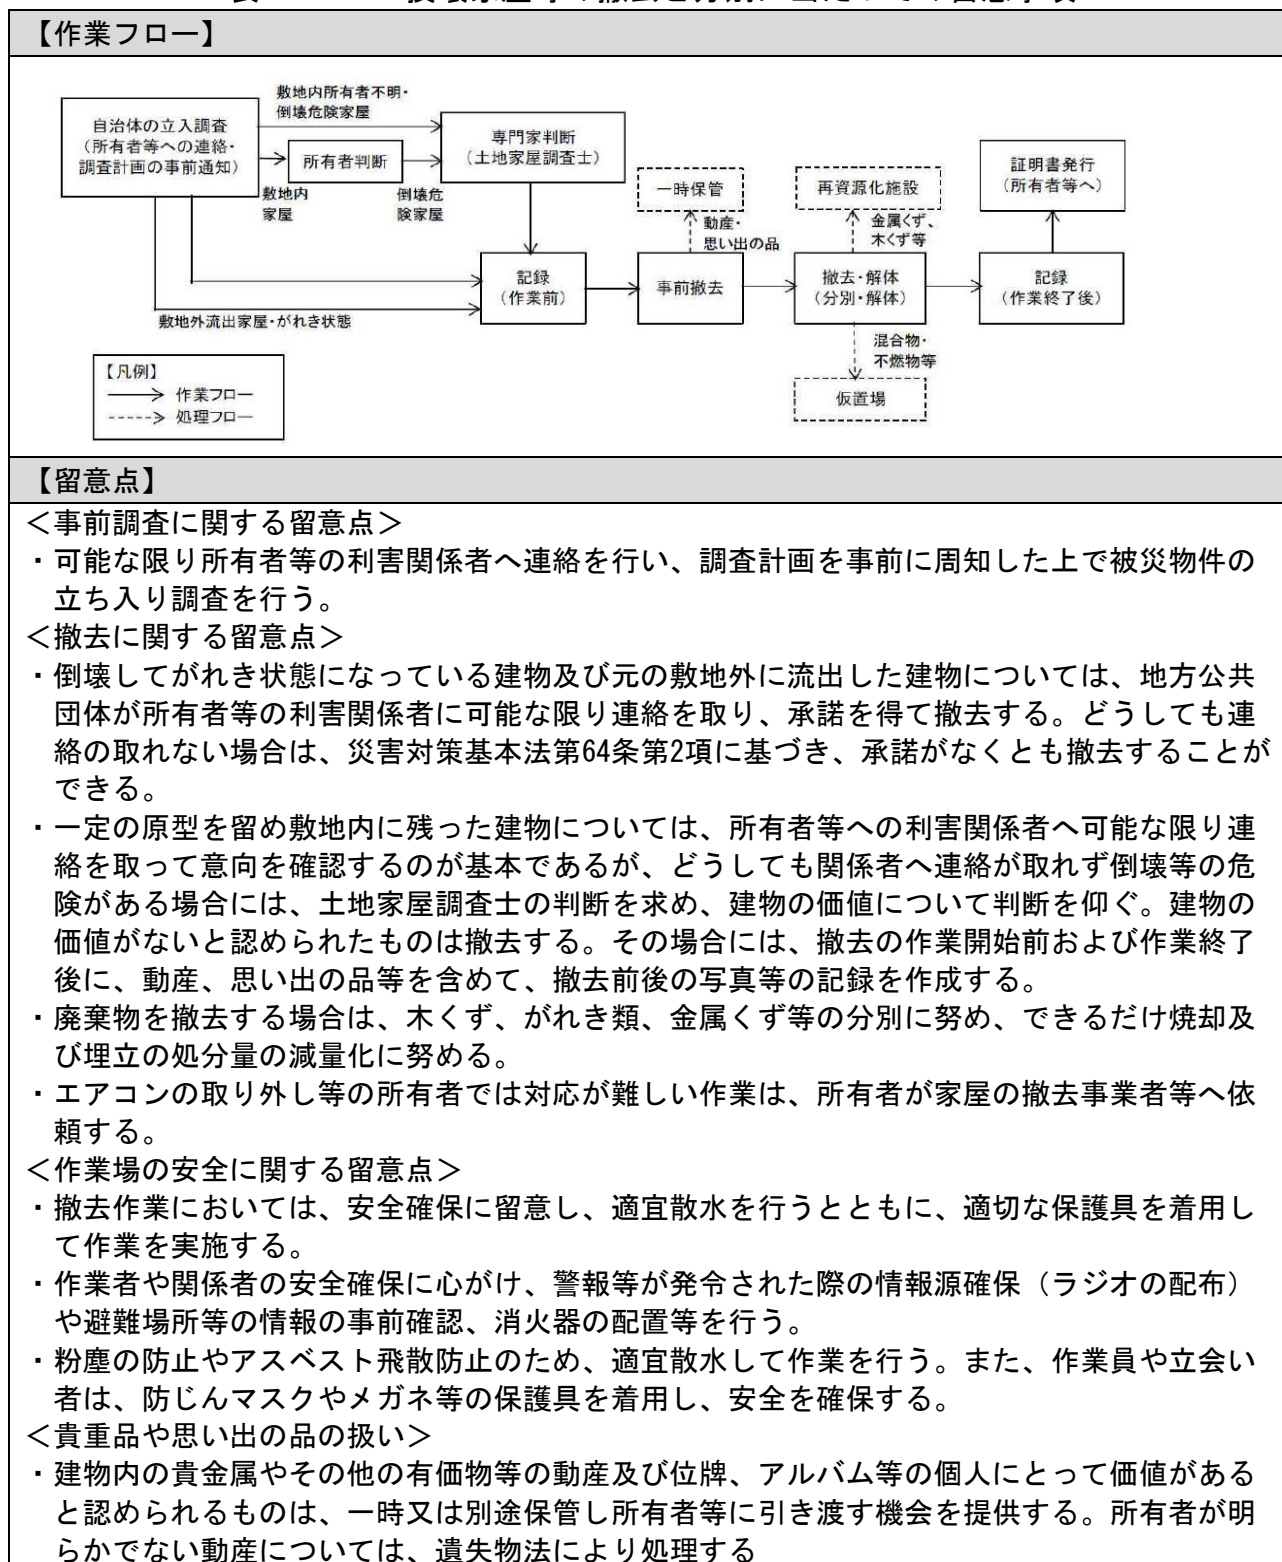 【作業フロー】
敷地内所有者不明・
倒壊危険家屋
自治体の立入調査
(所有者等への連絡・
調査計画の事前通知)
所有者判断
専門家判断
(土地家屋調査士)
敷地内
家屋
倒壊危
険家屋
一時保管
再資源化施設
証明書発行
(所有者等へ)
動産・
思い出の品
金属くず、
木くず等
記録
(作業前)
事前撤去
撤去・解体
(分別・解体)
記録
(作業終了後)
敷地外流出家屋・がれき状態
混合物・
不燃物等
仮置場
【凡例】
作業フロー
処理フロー
【留意点】
＜事前調査に関する留意点＞
・可能な限り所有者等の利害関係者へ連絡を行い、調査計画を事前に周知した上で被災物件の
立ち入り調査を行う。
＜撤去に関する留意点＞
・倒壊してがれき状態になっている建物及び元の敷地外に流出した建物については、地方公共
団体が所有者等の利害関係者に可能な限り連絡を取り、承諾を得て撤去する。どうしても連
絡の取れない場合は、災害対策基本法第64条第2項に基づき、承諾がなくとも撤去することが
できる。
・一定の原型を留め敷地内に残った建物については、所有者等への利害関係者へ可能な限り連
絡を取って意向を確認するのが基本であるが、どうしても関係者へ連絡が取れず倒壊等の危
険がある場合には、土地家屋調査士の判断を求め、建物の価値について判断を仰ぐ。建物の
価値がないと認められたものは撤去する。その場合には、撤去の作業開始前および作業終了
後に、動産、思い出の品等を含めて、撤去前後の写真等の記録を作成する。
・廃棄物を撤去する場合は、木くず、がれき類、金属くず等の分別に努め、できるだけ焼却及
び埋立の処分量の減量化に努める。
・エアコンの取り外し等の所有者では対応が難しい作業は、所有者が家屋の撤去事業者等へ依
頼する。
＜作業場の安全に関する留意点＞
・撤去作業においては、安全確保に留意し、適宜散水を行うとともに、適切な保護具を着用し
て作業を実施する。
・作業者や関係者の安全確保に心がけ、警報等が発令された際の情報源確保（ラジオの配布）
や避難場所等の情報の事前確認、消火器の配置等を行う。
・粉塵の防止やアスベスト飛散防止のため、適宜散水して作業を行う。また、作業員や立会い
者は、防じんマスクやメガネ等の保護具を着用し、安全を確保する。
＜貴重品や思い出の品の扱い＞
・建物内の貴金属やその他の有価物等の動産及び位牌、アルバム等の個人にとって価値がある
と認められるものは、一時又は別途保管し所有者等に引き渡す機会を提供する。所有者が明
らかでない動産については、遺失物法により処理する